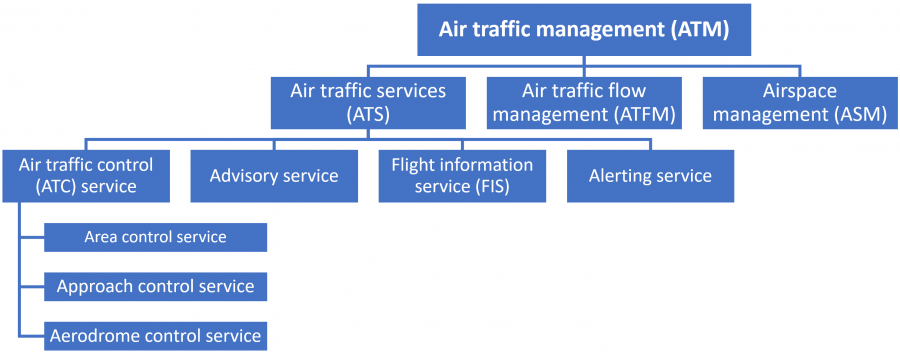 Air traffic management (ATM)
Air traffic services
(ATS)
Air traffic flow
management (ATFM)
Airspace
management (ASM)
Air traffic control
(ATC) service
Advisory service
Flight information
service (FIS)
Alerting service
Area control service
Approach control service
Aerodrome control service